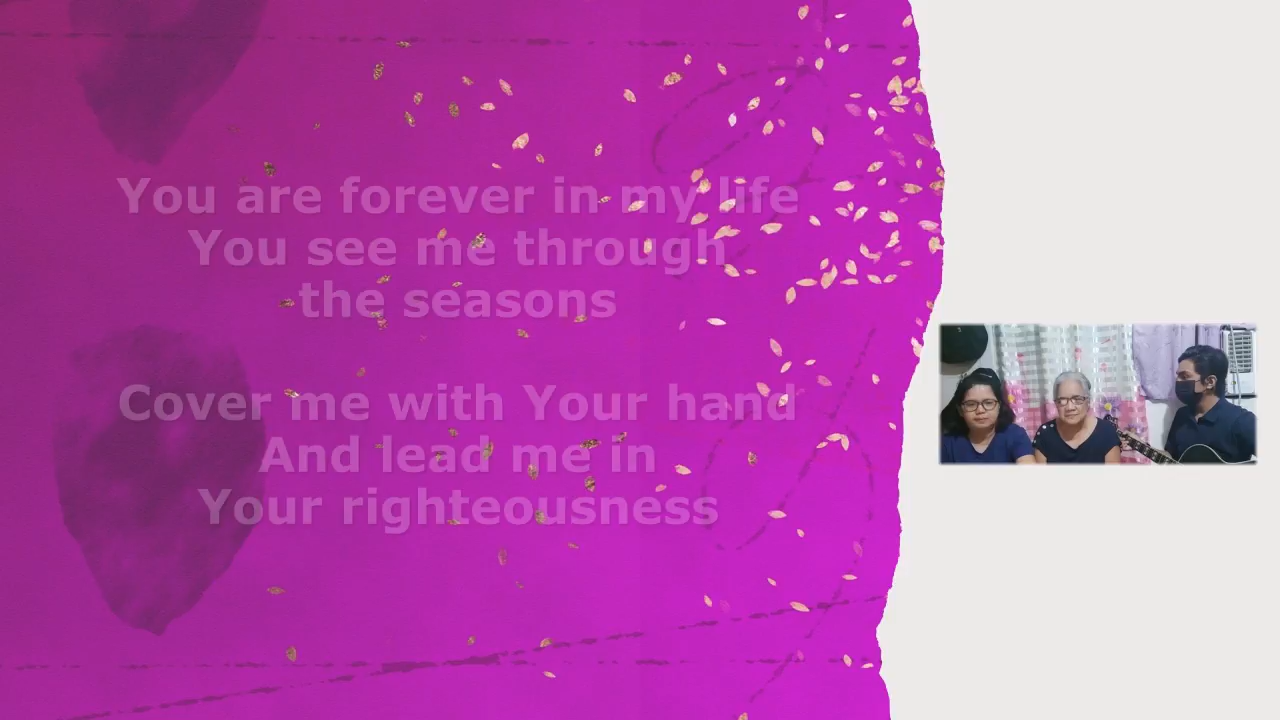 You are forever in my life
You see me through
the seasons
Cover me with Your hand
And lead me in
Your righteousness